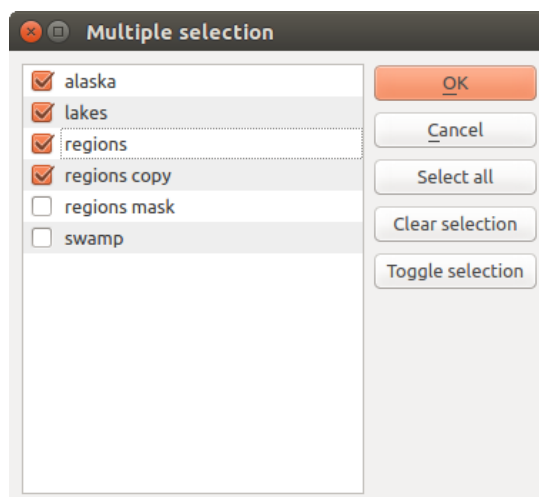 Multiple selection
alaska
lakes
regions
regions copy
regions mask
swamp
OK
Cancel
Select all
Clear selection
Toggle selection